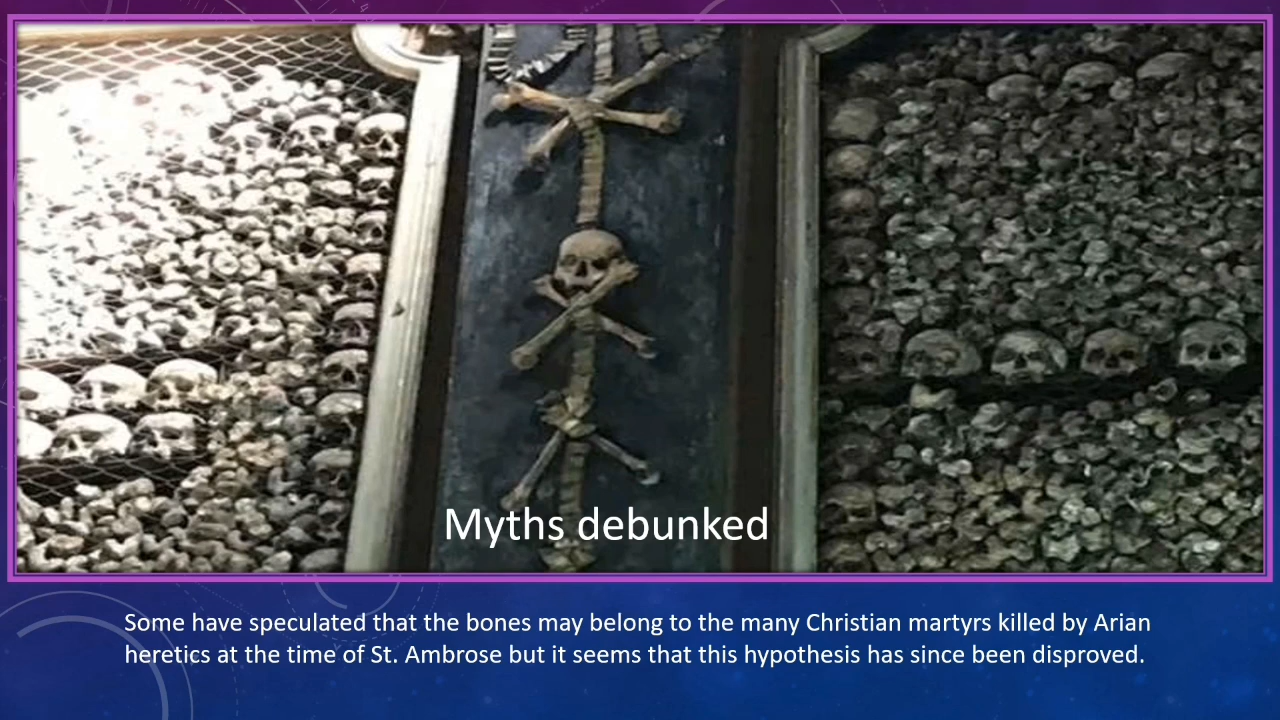 Myths debunked
Some have speculated that the bones may belong to the many Christian martyrs killed by Arian
heretics at the time of St. Ambrose but it seems that this hypothesis has since been disproved.